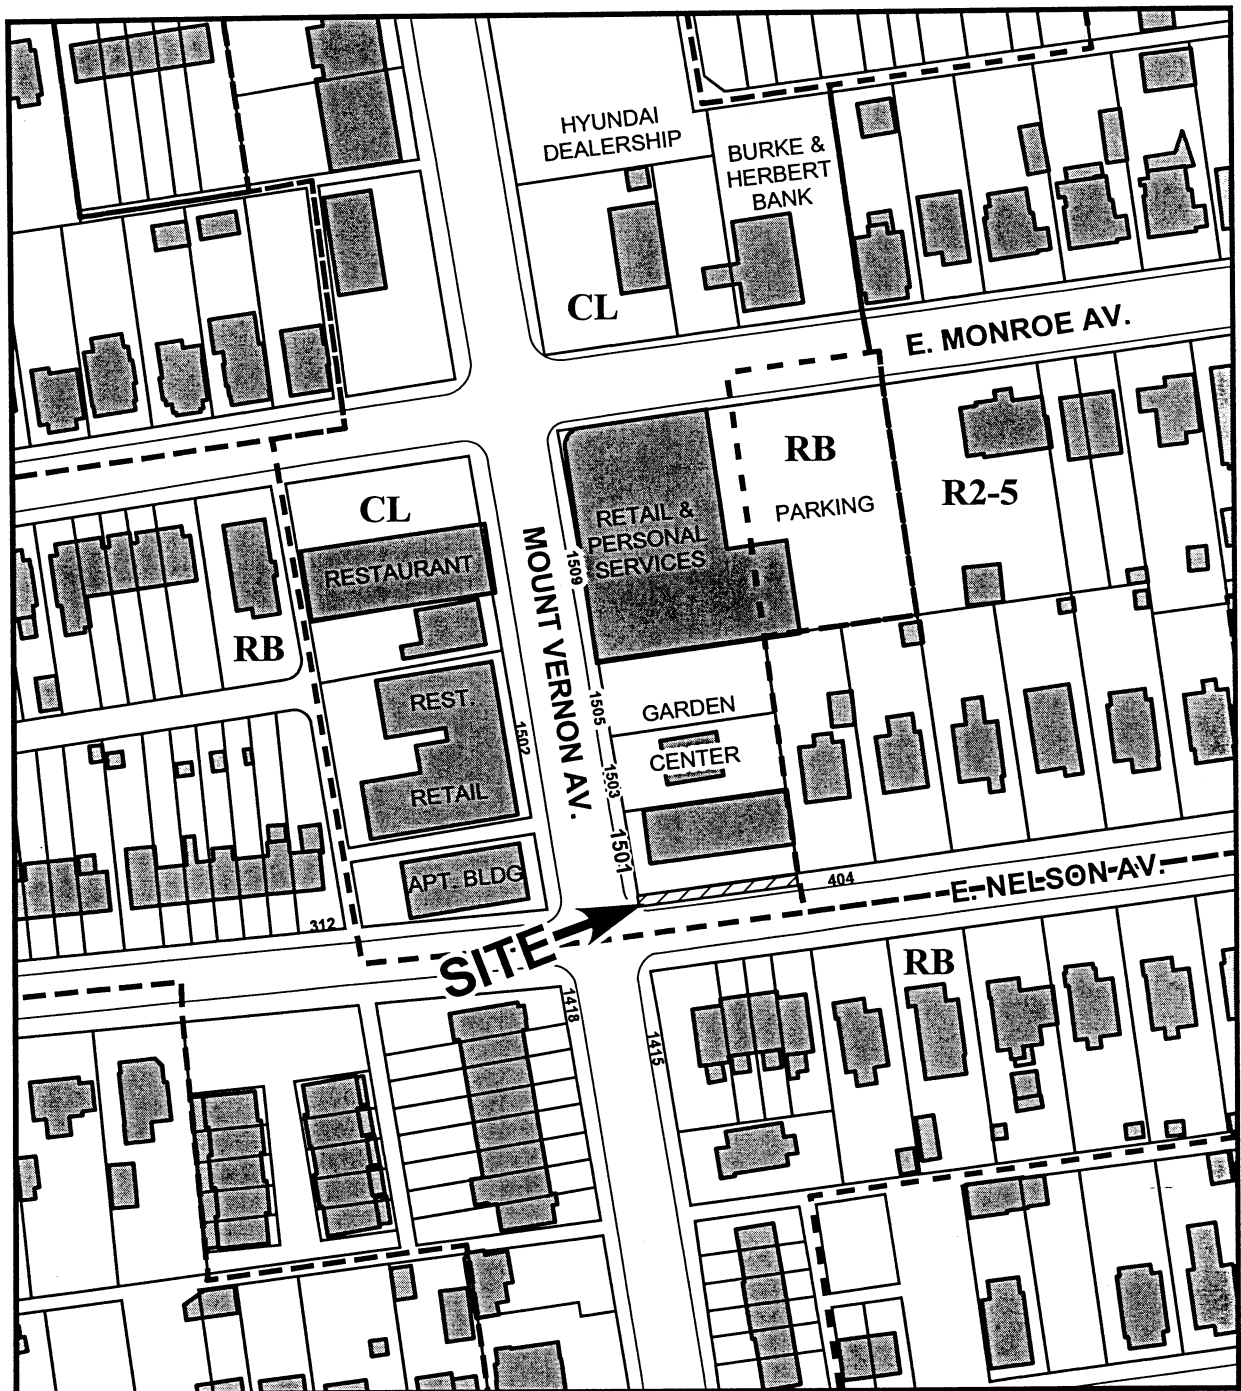 HYUNDAI
DEALERSHIP
BURKE &
HERBERT
BANK
CL
E. MONROE AV.
RB
PARKING
R2-5
CL
RESTAURANT
RETAIL &
PERSONAL
SERVICES
1509
MOUNT VERNON AV.
RB
REST.
RETAIL
1502
1505
GARDEN
CENTER
1503
1501
APT. BLDG
404
E. NELSON AV.
312
SITE
RB
1418
1415